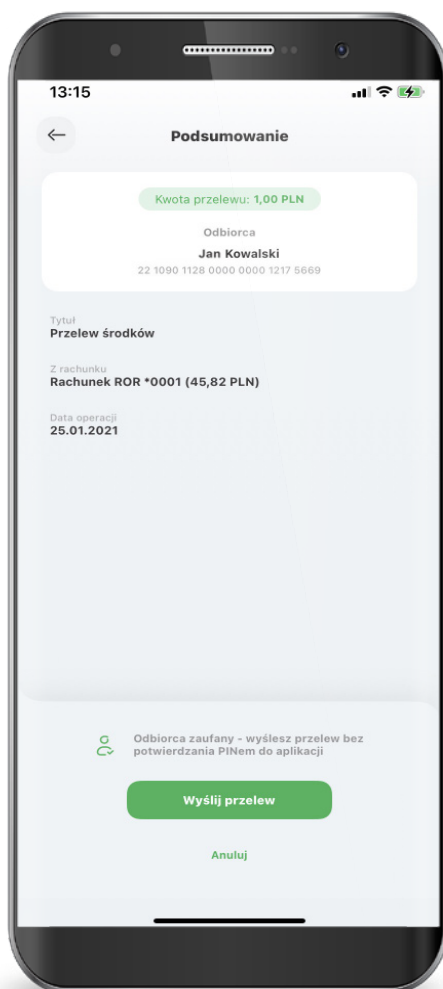 13:15
Podsumowanie
Kwota przelewu: 1,00 PLN
Odbiorca
Jan Kowalski
22 1090 1128 0000 0000 1217 5669
Tytuł
Przelew środków
Z rachunku
Rachunek ROR *0001 (45,82 PLN)
Data operacji
25.01.2021
Odbiorca zaufany - wyślesz przelew bez
potwierdzania PINem do aplikacji
Wyślij przelew
Anuluj